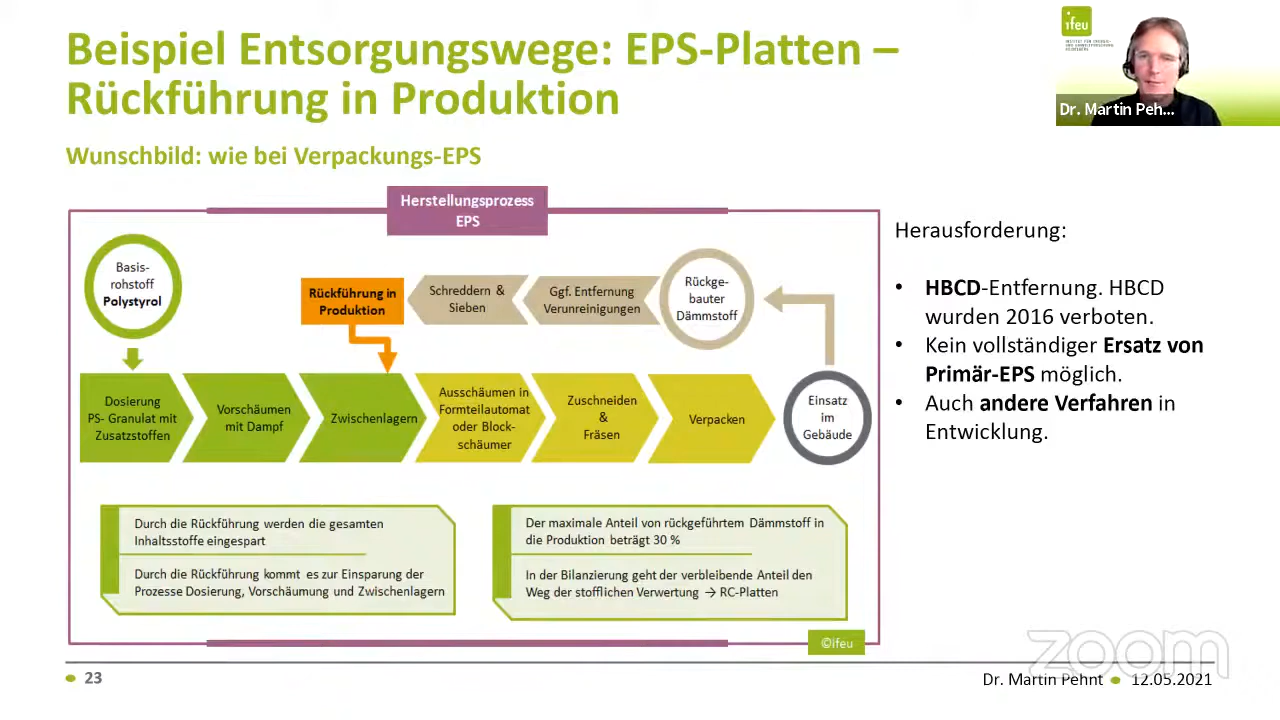 Beispiel Entsorgungswege: EPS-Platten –
Rückführung in Produktion
Wunschbild: wie bei Verpackungs-EPS
ifeu
Dr. Martin Peh...
Herstellungsprozess
EPS
Basis-
rohstoff
Polystyrol
Rückführung in
Produktion
Schreddern &
Sieben
Ggf. Entfernung
Verunreinigungen
Rückge-
bauter
Dämmstoff
Dosierung
PS- Granulat mit
Zusatzstoffen
Vorschäumen
mit Dampf
Zwischenlagern
Ausschäumen in
Formteilautomat
oder Block-
schäumer
Zuschneiden
&
Fräsen
Verpacken
Einsatz
im
Gebäude
Durch die Rückführung werden die gesamten
Inhaltsstoffe eingespart
Durch die Rückführung kommt es zur Einsparung der
Prozesse Dosierung, Vorschäumung und Zwischenlagern
Der maximale Anteil von rückgeführtem Dämmstoff in
die Produktion beträgt 30 %
In der Bilanzierung geht der verbleibende Anteil den
Weg der stofflichen Verwertung → RC-Platten
©ifeu
Herausforderung:
• HBCD-Entfernung. HBCD
wurden 2016 verboten.
• Kein vollständiger Ersatz von
Primär-EPS möglich.
• Auch andere Verfahren in
Entwicklung.
zoom
23
Dr. Martin Pehnt • 12.05.2021